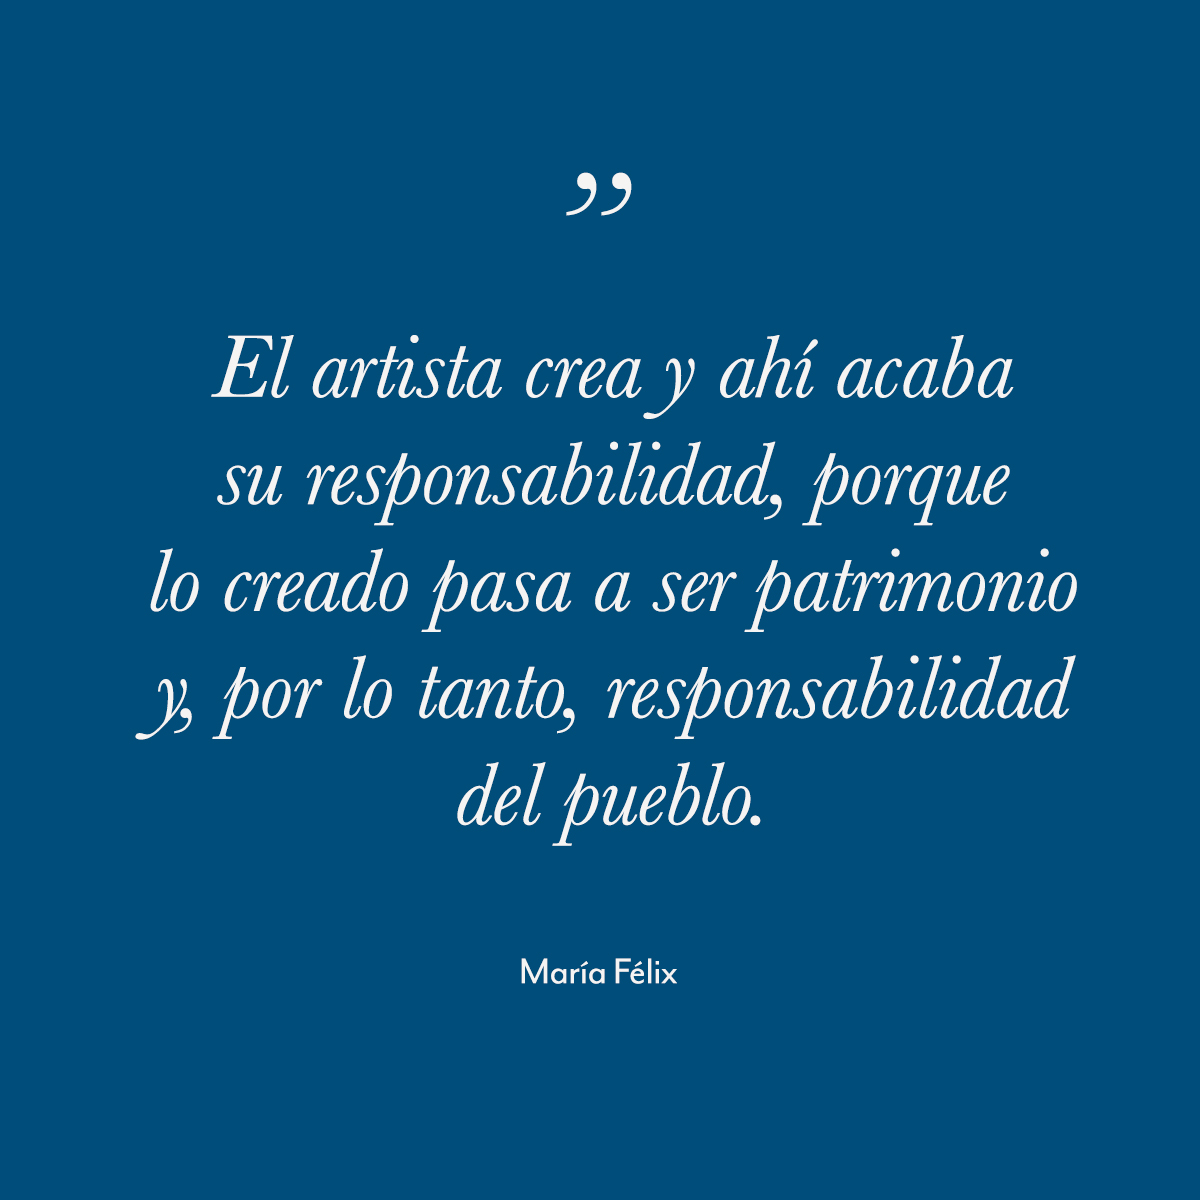 ”
El artista crea y ahí acaba
su responsabilidad, porque
lo creado pasa a ser patrimonio
y, por lo tanto, responsabilidad
del pueblo.
María Félix